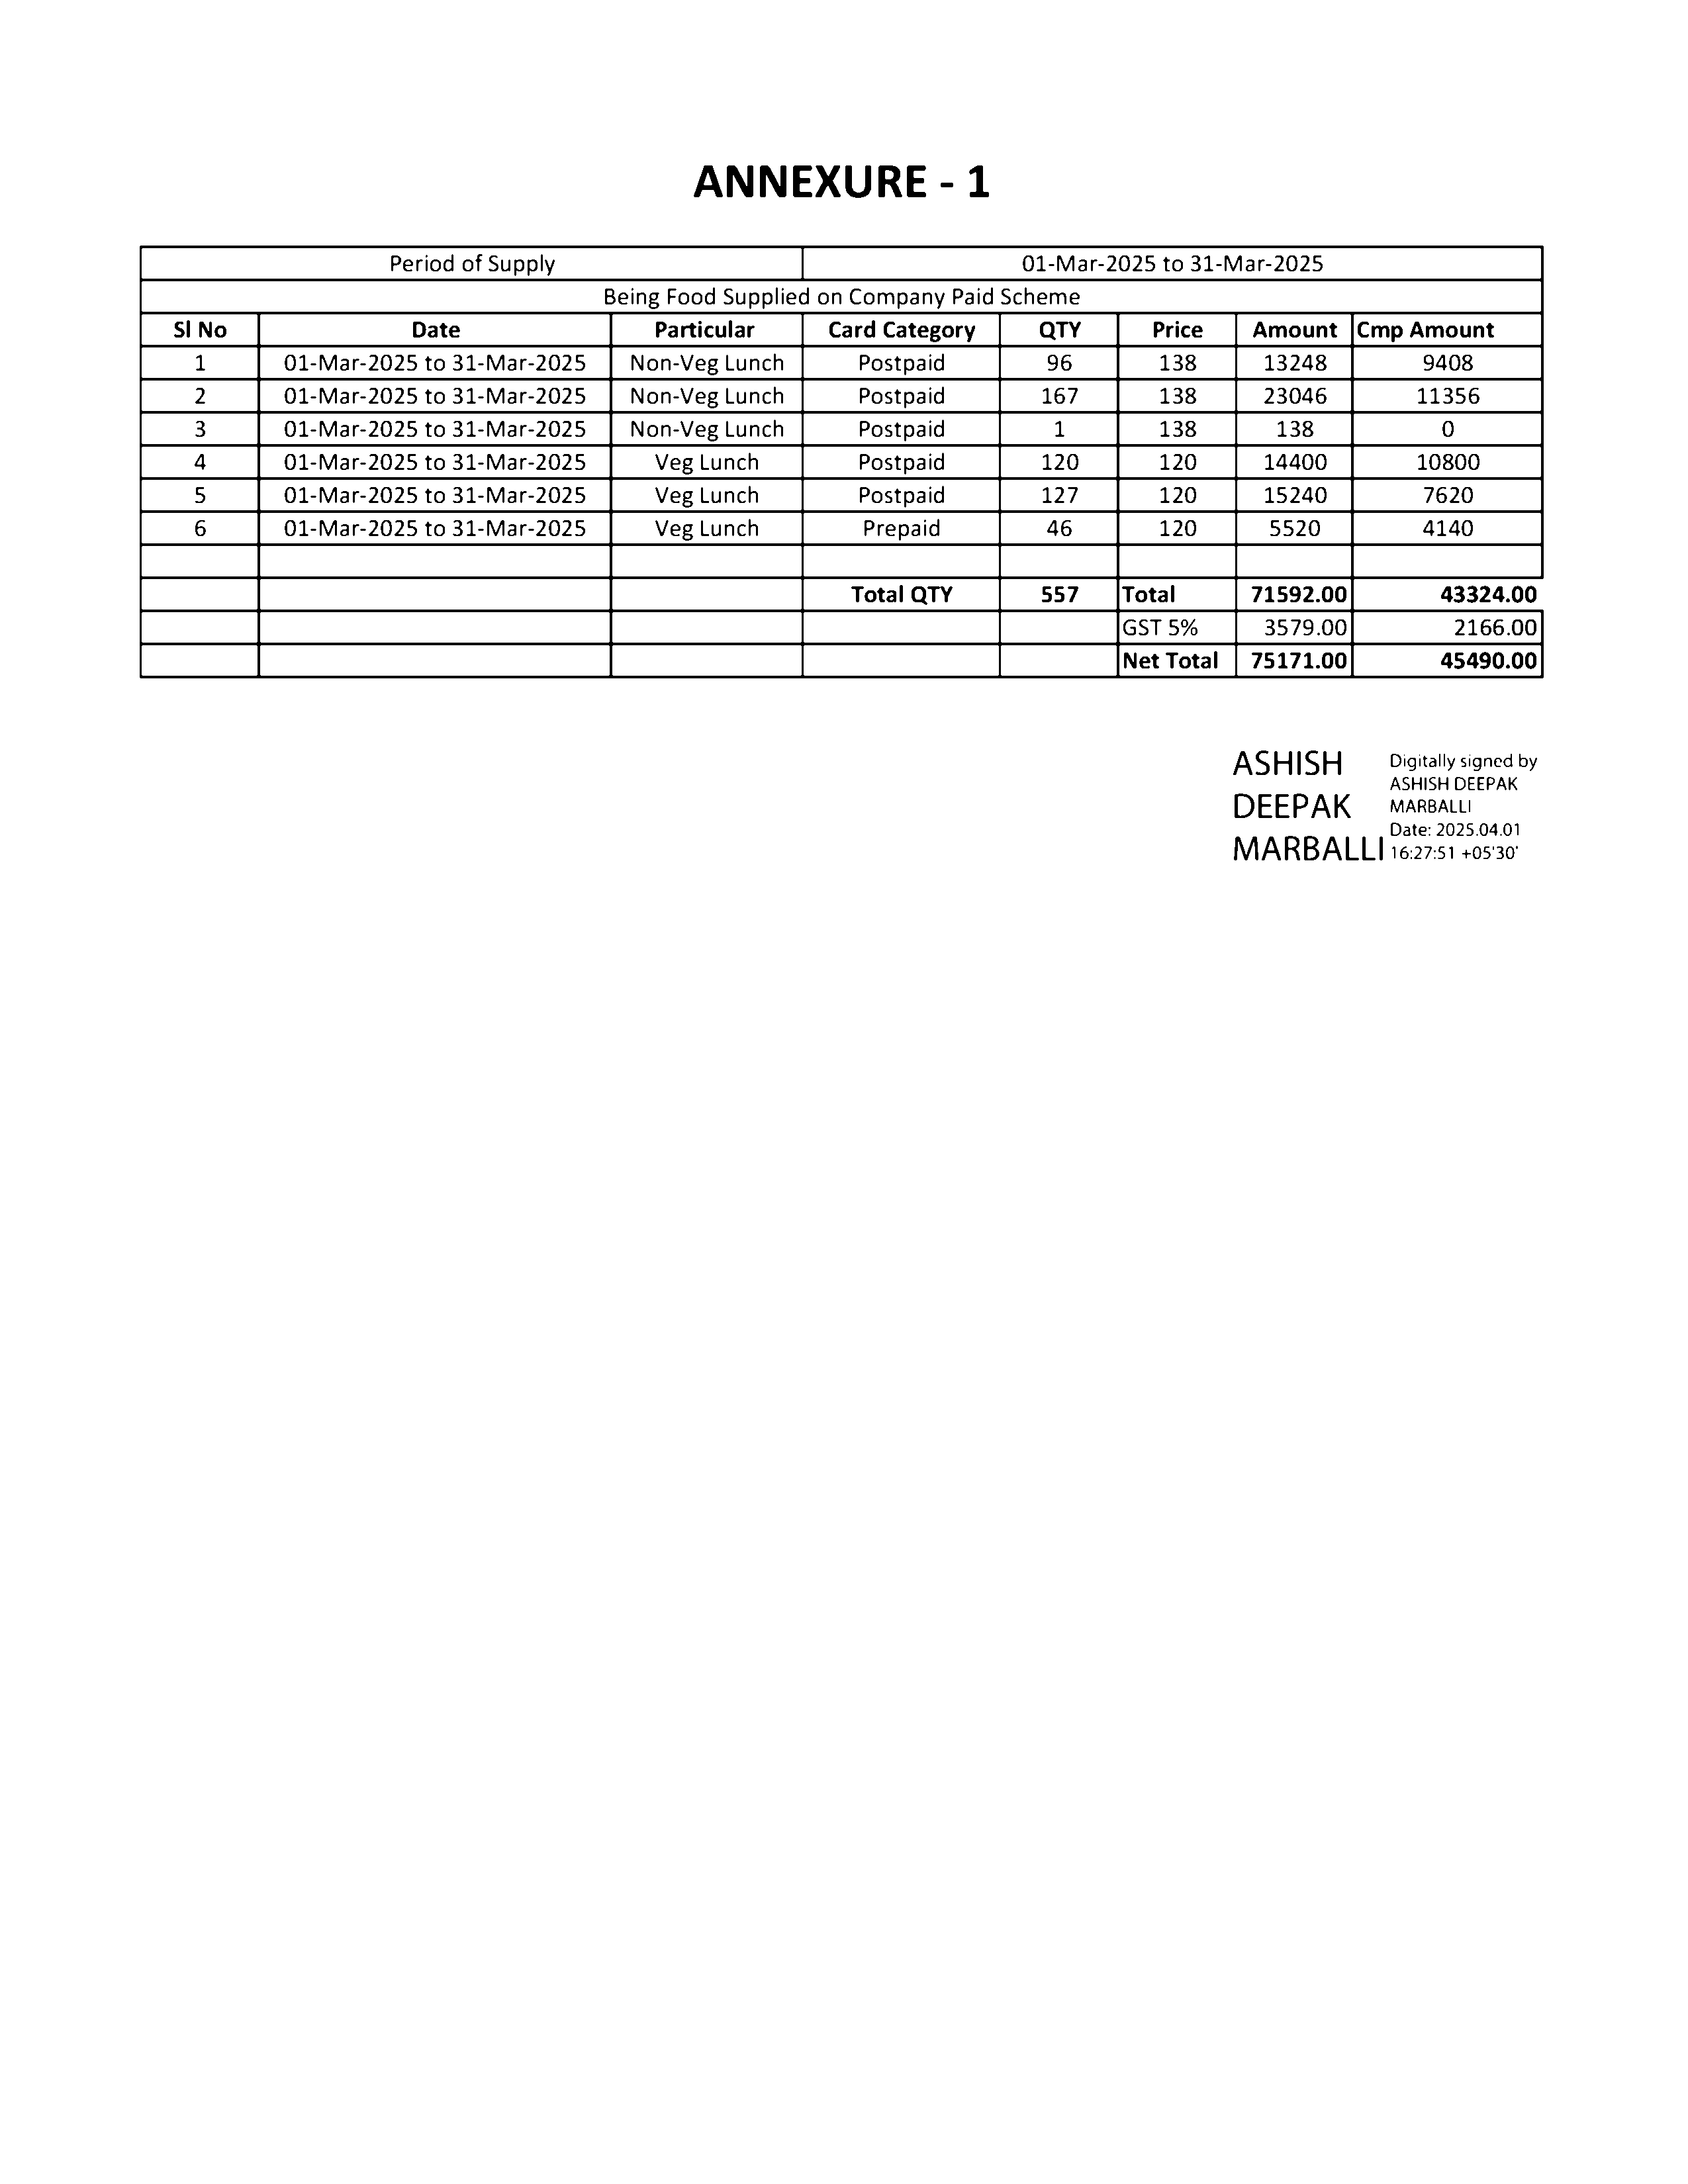 ANNEXURE - 1
Period of Supply 01-Mar-2025 to 31-Mar-2025
Being Food Supplied on Company Paid Scheme
Sl No Date Particular Card Category QTY Price Amount Cmp Amount
1 01-Mar-2025 to 31-Mar-2025 Non-Veg Lunch Postpaid 96 138 13248 9408
2 01-Mar-2025 to 31-Mar-2025 Non-Veg Lunch Postpaid 167 138 23046 11356
3 01-Mar-2025 to 31-Mar-2025 Non-Veg Lunch Postpaid 1 138 138 0
4 01-Mar-2025 to 31-Mar-2025 Veg Lunch Postpaid 120 120 14400 10800
5 01-Mar-2025 to 31-Mar-2025 Veg Lunch Postpaid 127 120 15240 7620
6 01-Mar-2025 to 31-Mar-2025 Veg Lunch Prepaid 46 120 5520 4140
Total QTY 557 Total 71592.00 43324.00
GST 5% 3579.00 2166.00
Net Total 75171.00 45490.00
ASHISH
DEEPAK
MARBALLI
Digitally signed by
ASHISH DEEPAK
MARBALLI
Date: 2025.04.01
16:27:51 +05'30'